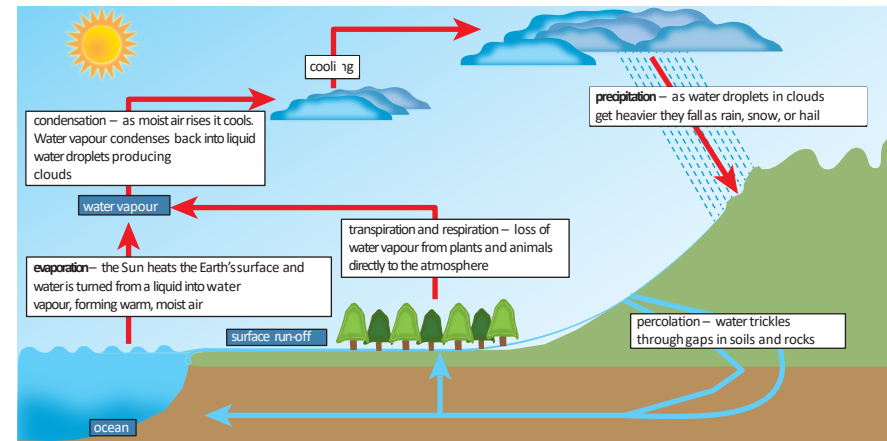 cooling
precipitation – as water droplets in clouds
get heavier they fall as rain, snow, or hail
condensation – as moist air rises it cools.
Water vapour condenses back into liquid
water droplets producing
clouds
water vapour
transpiration and respiration – loss of
water vapour from plants and animals
directly to the atmosphere
evaporation – the Sun heats the Earth's surface and
water is turned from a liquid into water
vapour, forming warm, moist air
surface run-off
percolation – water trickles
through gaps in soils and rocks
ocean